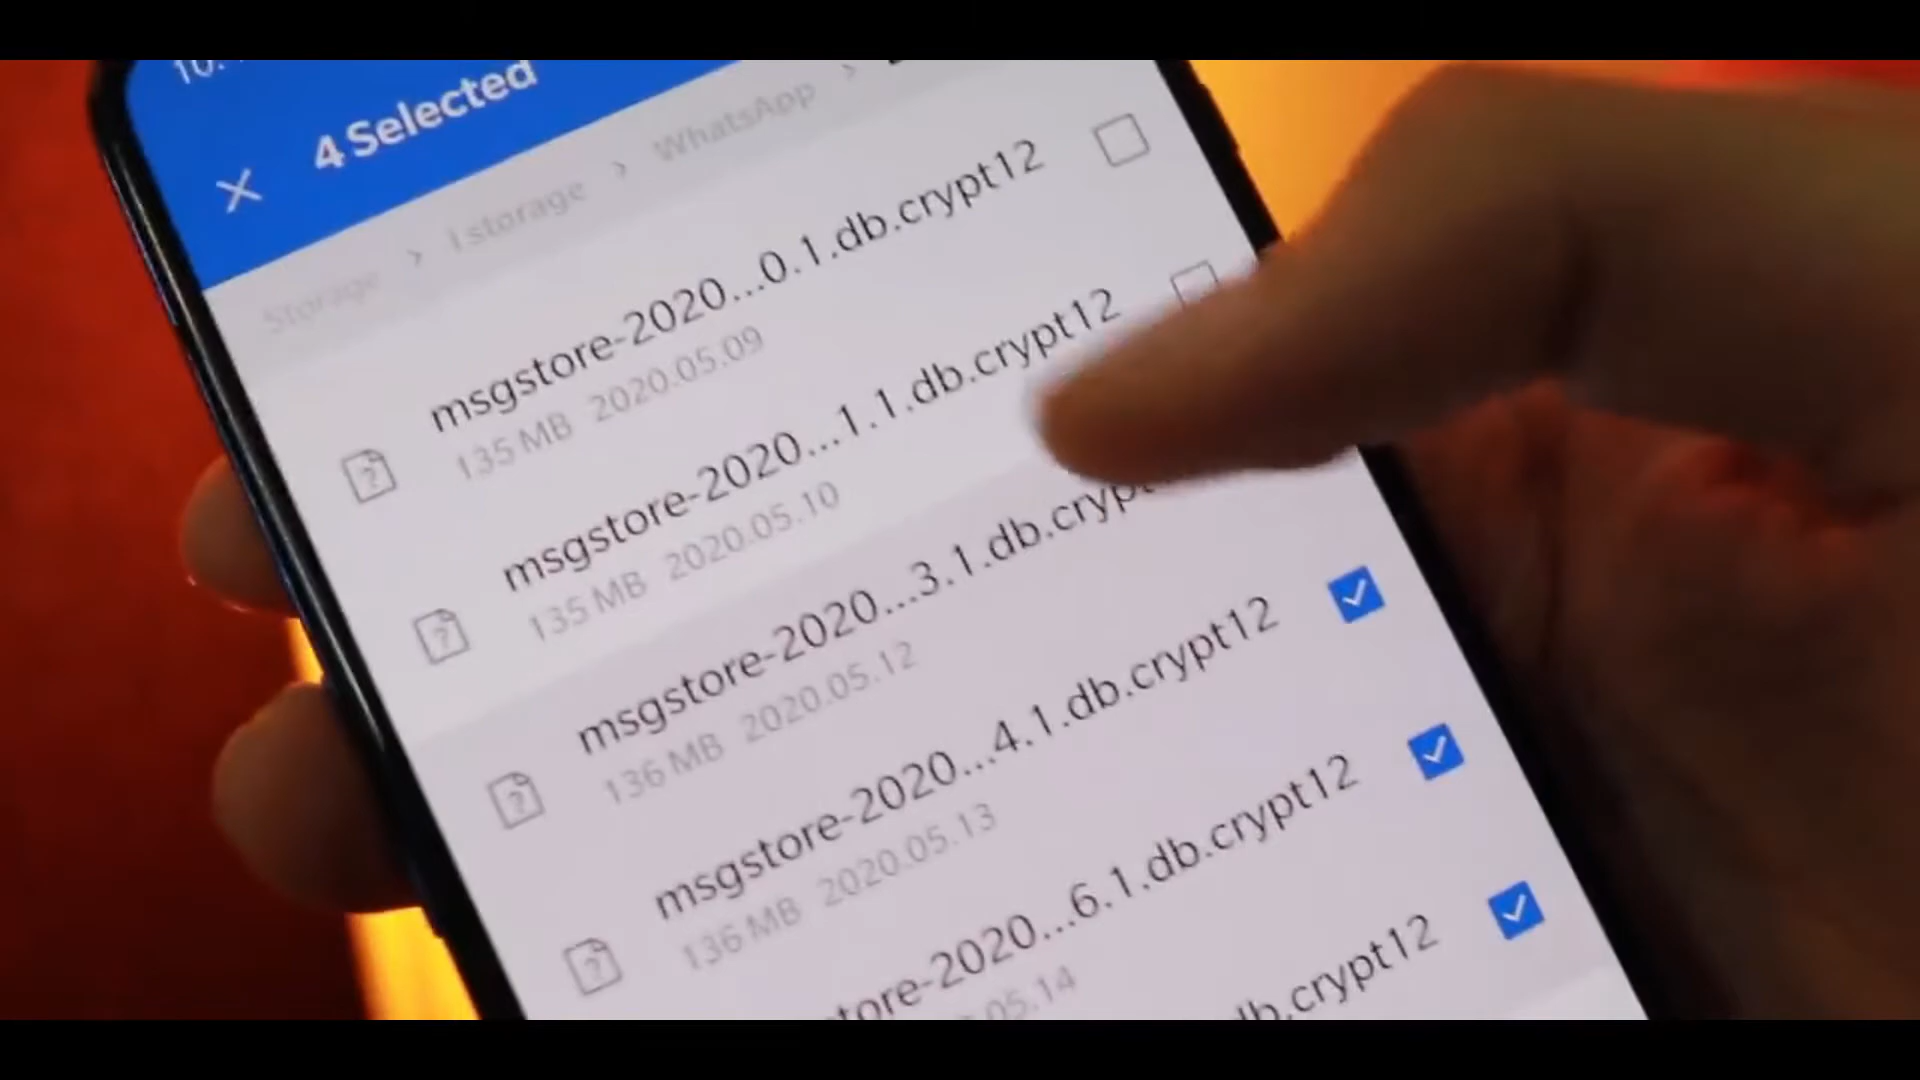 4 Selected
Storage > 1storage > WhatsApp >
msgstore-2020...0.1.db.crypt12
135 MB 2020.05.09
msgstore-2020...1.1.db.crypt12
135 MB 2020.05.10
msgstore-2020...3.1.db.crypt
136 MB 2020.05.12
msgstore-2020...4.1.db.crypt12
136 MB 2020.05.13
store-2020...6.1.db.crypt12
05.14
db.crypt12